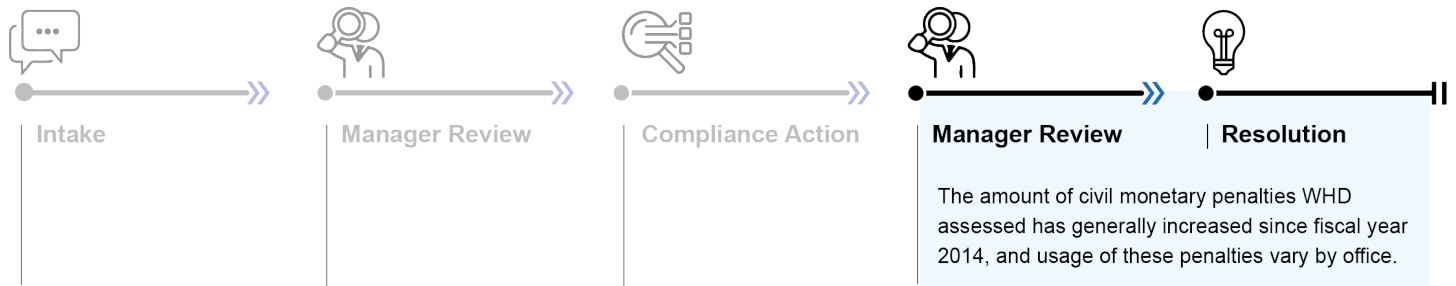 Intake
Manager Review
Compliance Action
Manager Review
Resolution
The amount of civil monetary penalties WHD
assessed has generally increased since fiscal year
2014, and usage of these penalties vary by office.